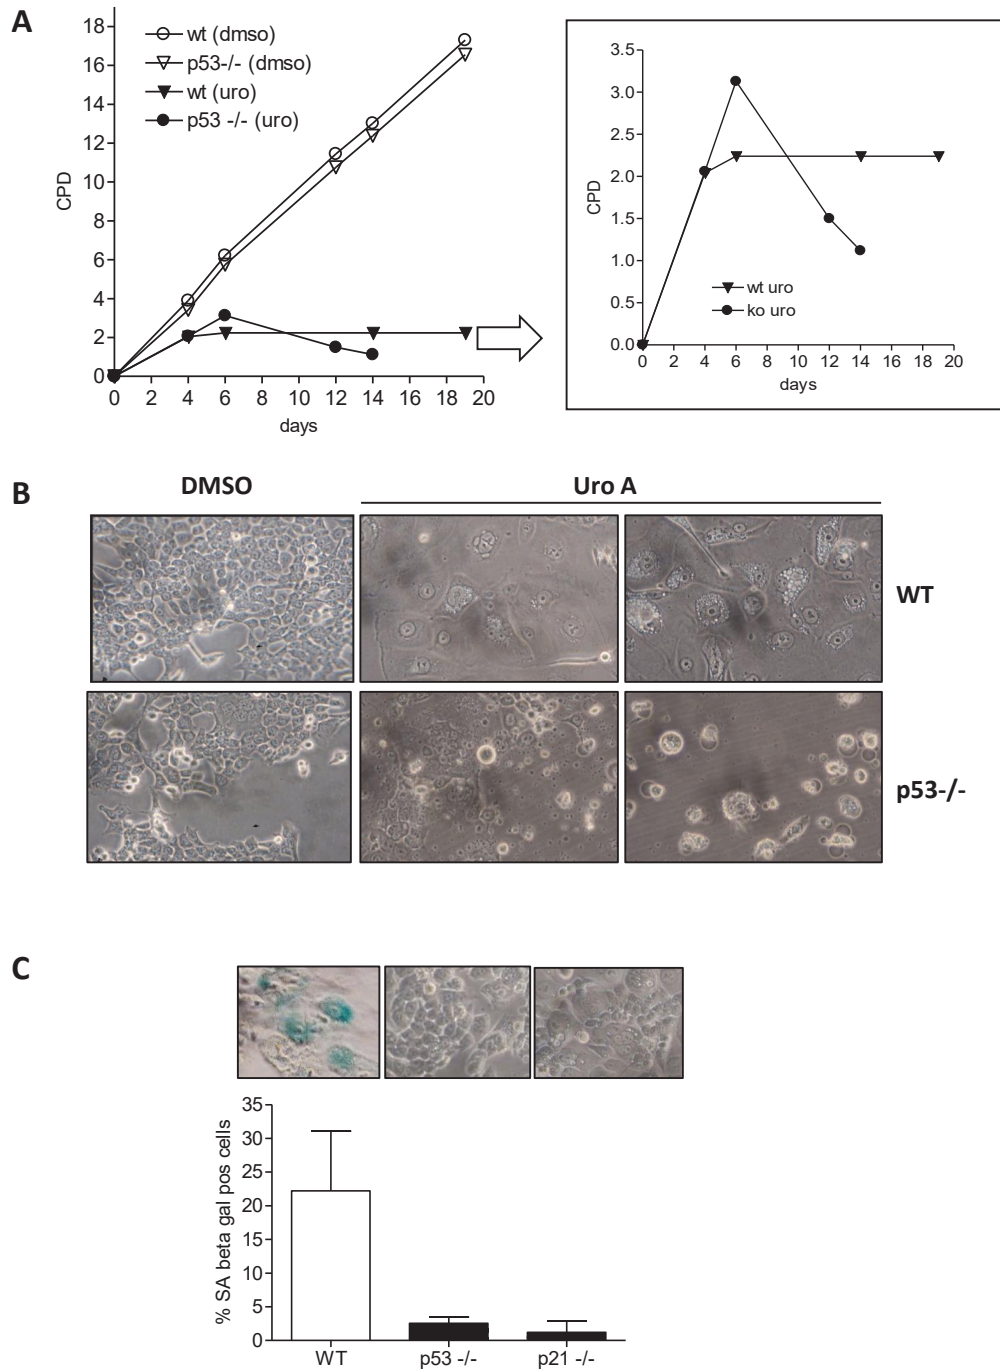 A
wt (dmso)
p53-/- (dmso)
wt (uro)
p53 -/- (uro)
CPD
18
16
14
12
10
8
6
4
2
0
0 2 4 6 8 10 12 14 16 18 20
days
3.5
3.0
2.5
2.0
1.5
1.0
0.5
0.0
CPD
wt uro
ko uro
0 2 4 6 8 10 12 14 16 18 20
days
B
DMSO Uro A
WT
p53-/-
C
% SA beta gal pos cells
35
30
25
20
15
10
5
0
WT p53 -/- p21 -/-